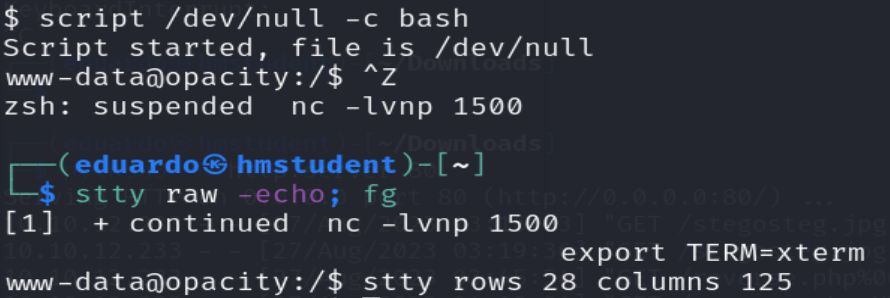 $ script /dev/null -c bash
Script started, file is /dev/null
www-data@opacity:/$ ^Z
zsh: suspended  nc -lvnp 1500
┌──(eduardo㉿hmstudent)-[~]
└─$ stty raw -echo; fg
[1]  + continued  nc -lvnp 1500
export TERM=xterm
www-data@opacity:/$ stty rows 28 columns 125